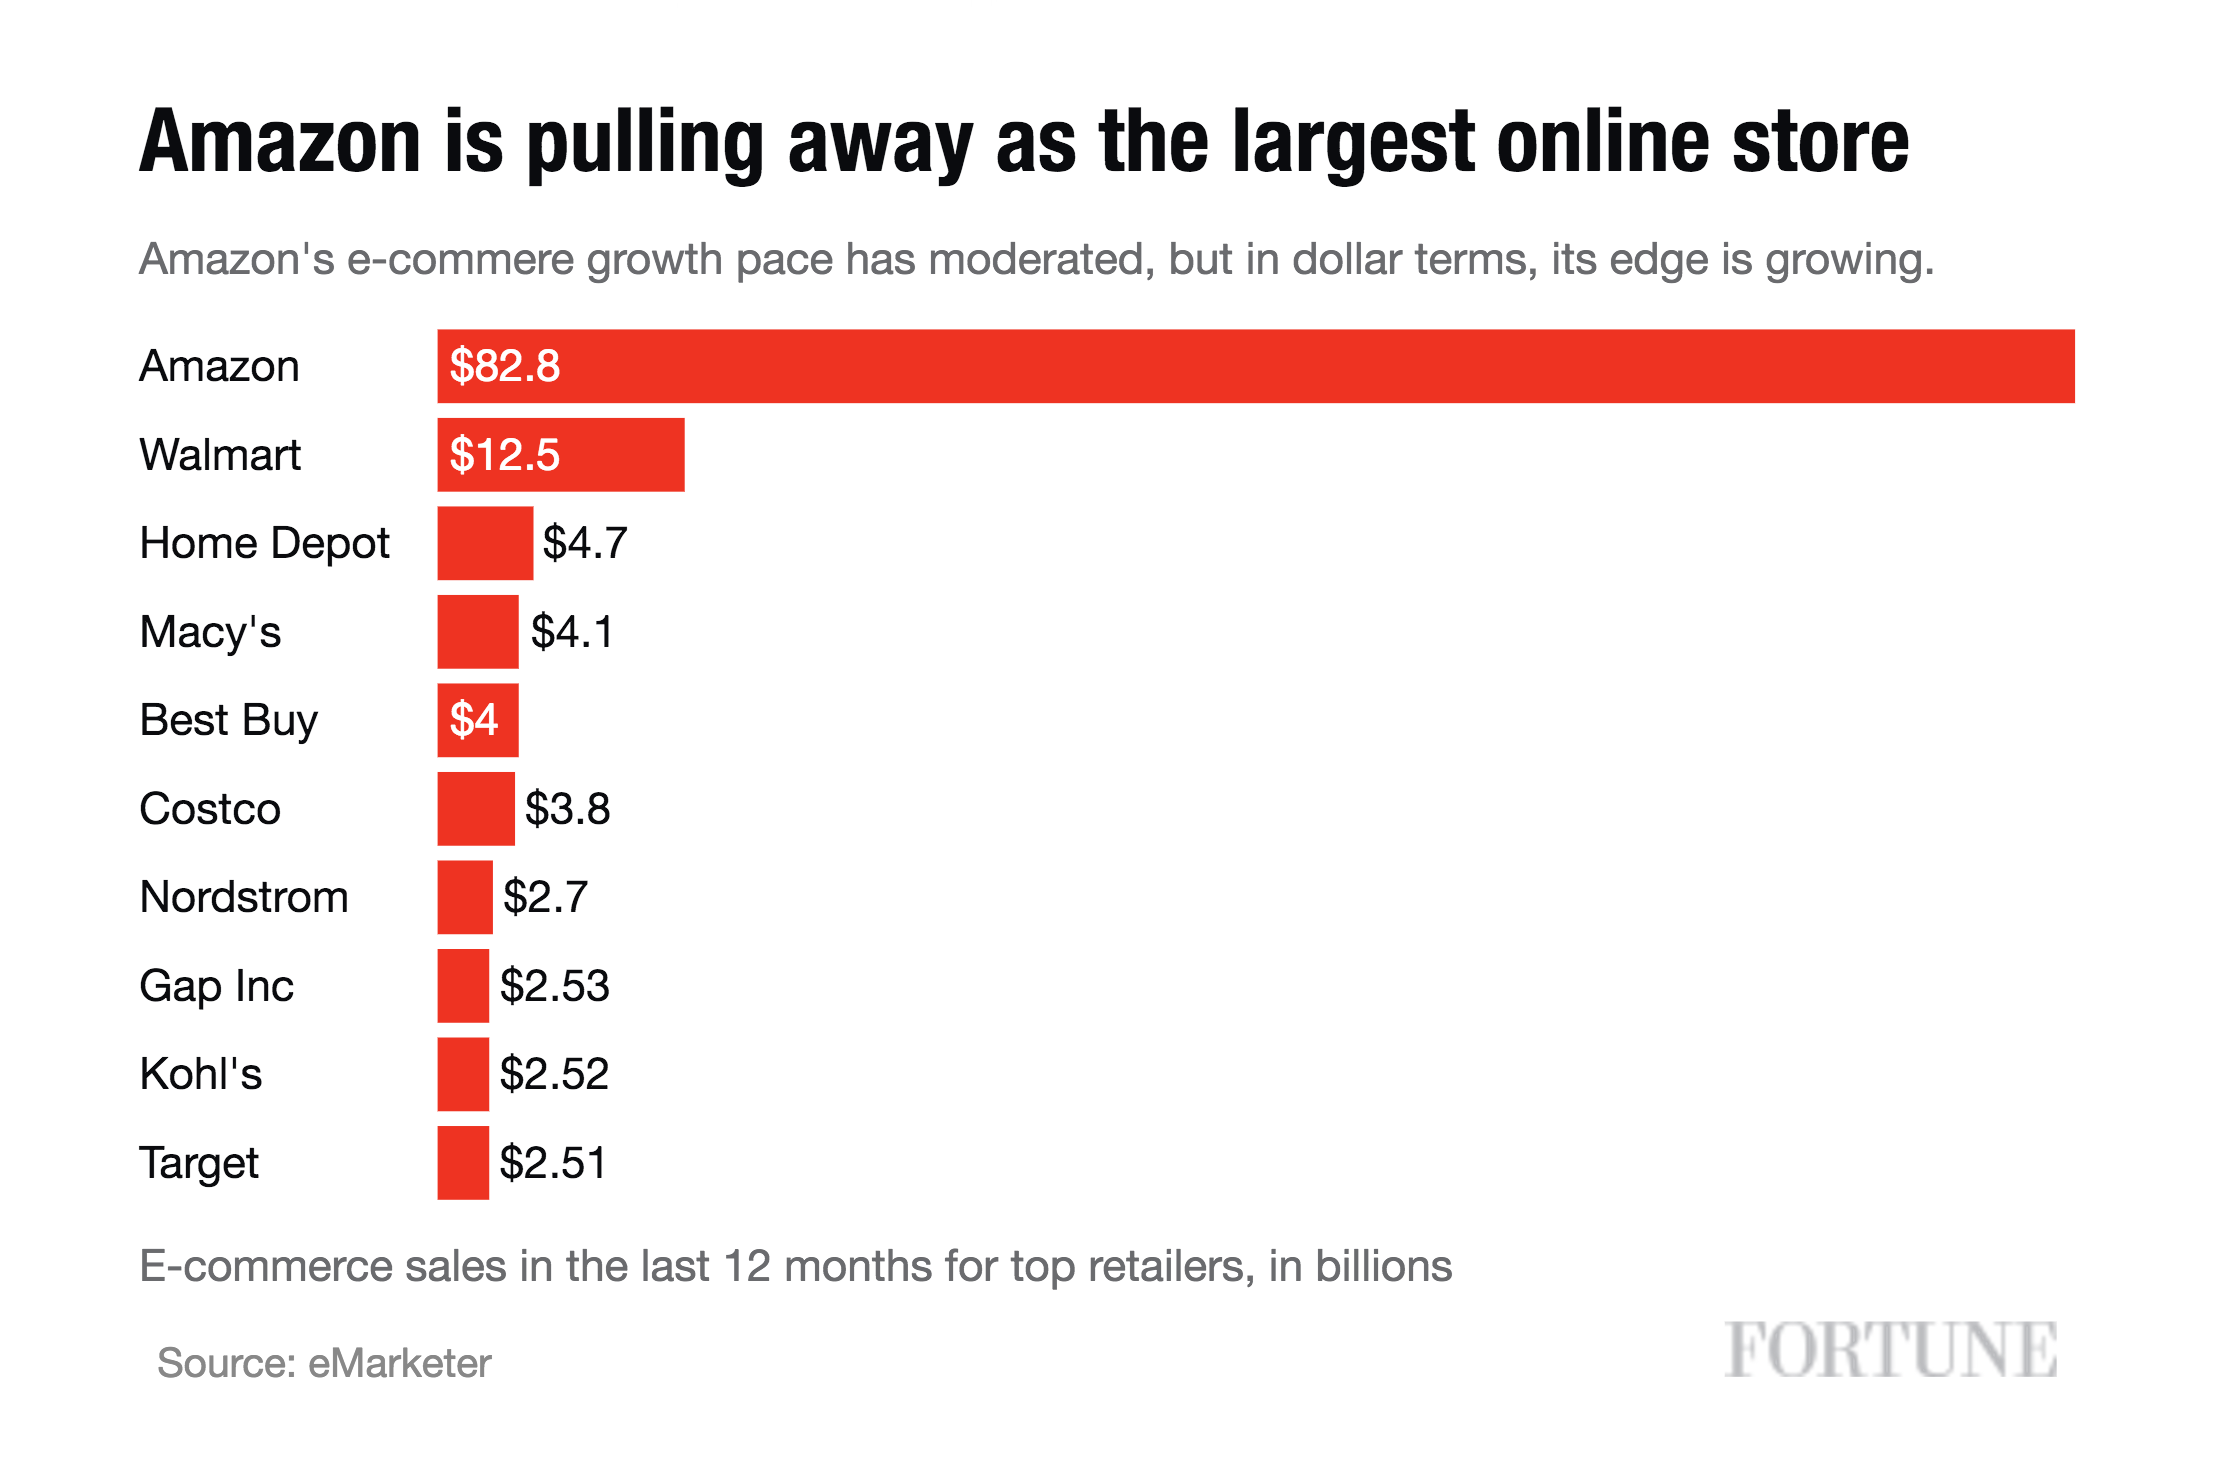 Amazon is pulling away as the largest online store
Amazon's e-commere growth pace has moderated, but in dollar terms, its edge is growing.
Amazon $82.8
Walmart $12.5
Home Depot $4.7
Macy's $4.1
Best Buy $4
Costco $3.8
Nordstrom $2.7
Gap Inc $2.53
Kohl's $2.52
Target $2.51
E-commerce sales in the last 12 months for top retailers, in billions
Source: eMarketer
FORTUNE